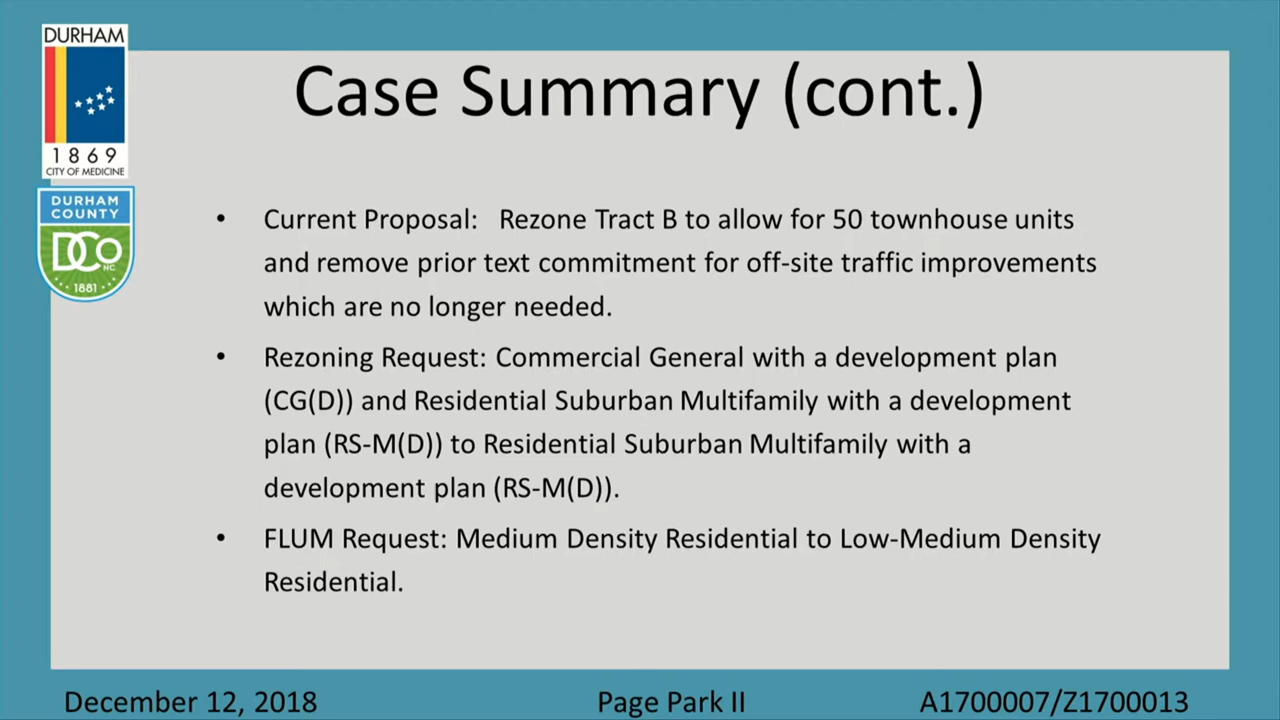 DURHAM
1869
CITY OF MEDICINE
DURHAM
COUNTY
DCO
NC
1881
Case Summary (cont.)
• Current Proposal: Rezone Tract B to allow for 50 townhouse units
and remove prior text commitment for off-site traffic improvements
which are no longer needed.
• Rezoning Request: Commercial General with a development plan
(CG(D)) and Residential Suburban Multifamily with a development
plan (RS-M(D)) to Residential Suburban Multifamily with a
development plan (RS-M(D)).
• FLUM Request: Medium Density Residential to Low-Medium Density
Residential.
December 12, 2018
Page Park II
A1700007/Z1700013